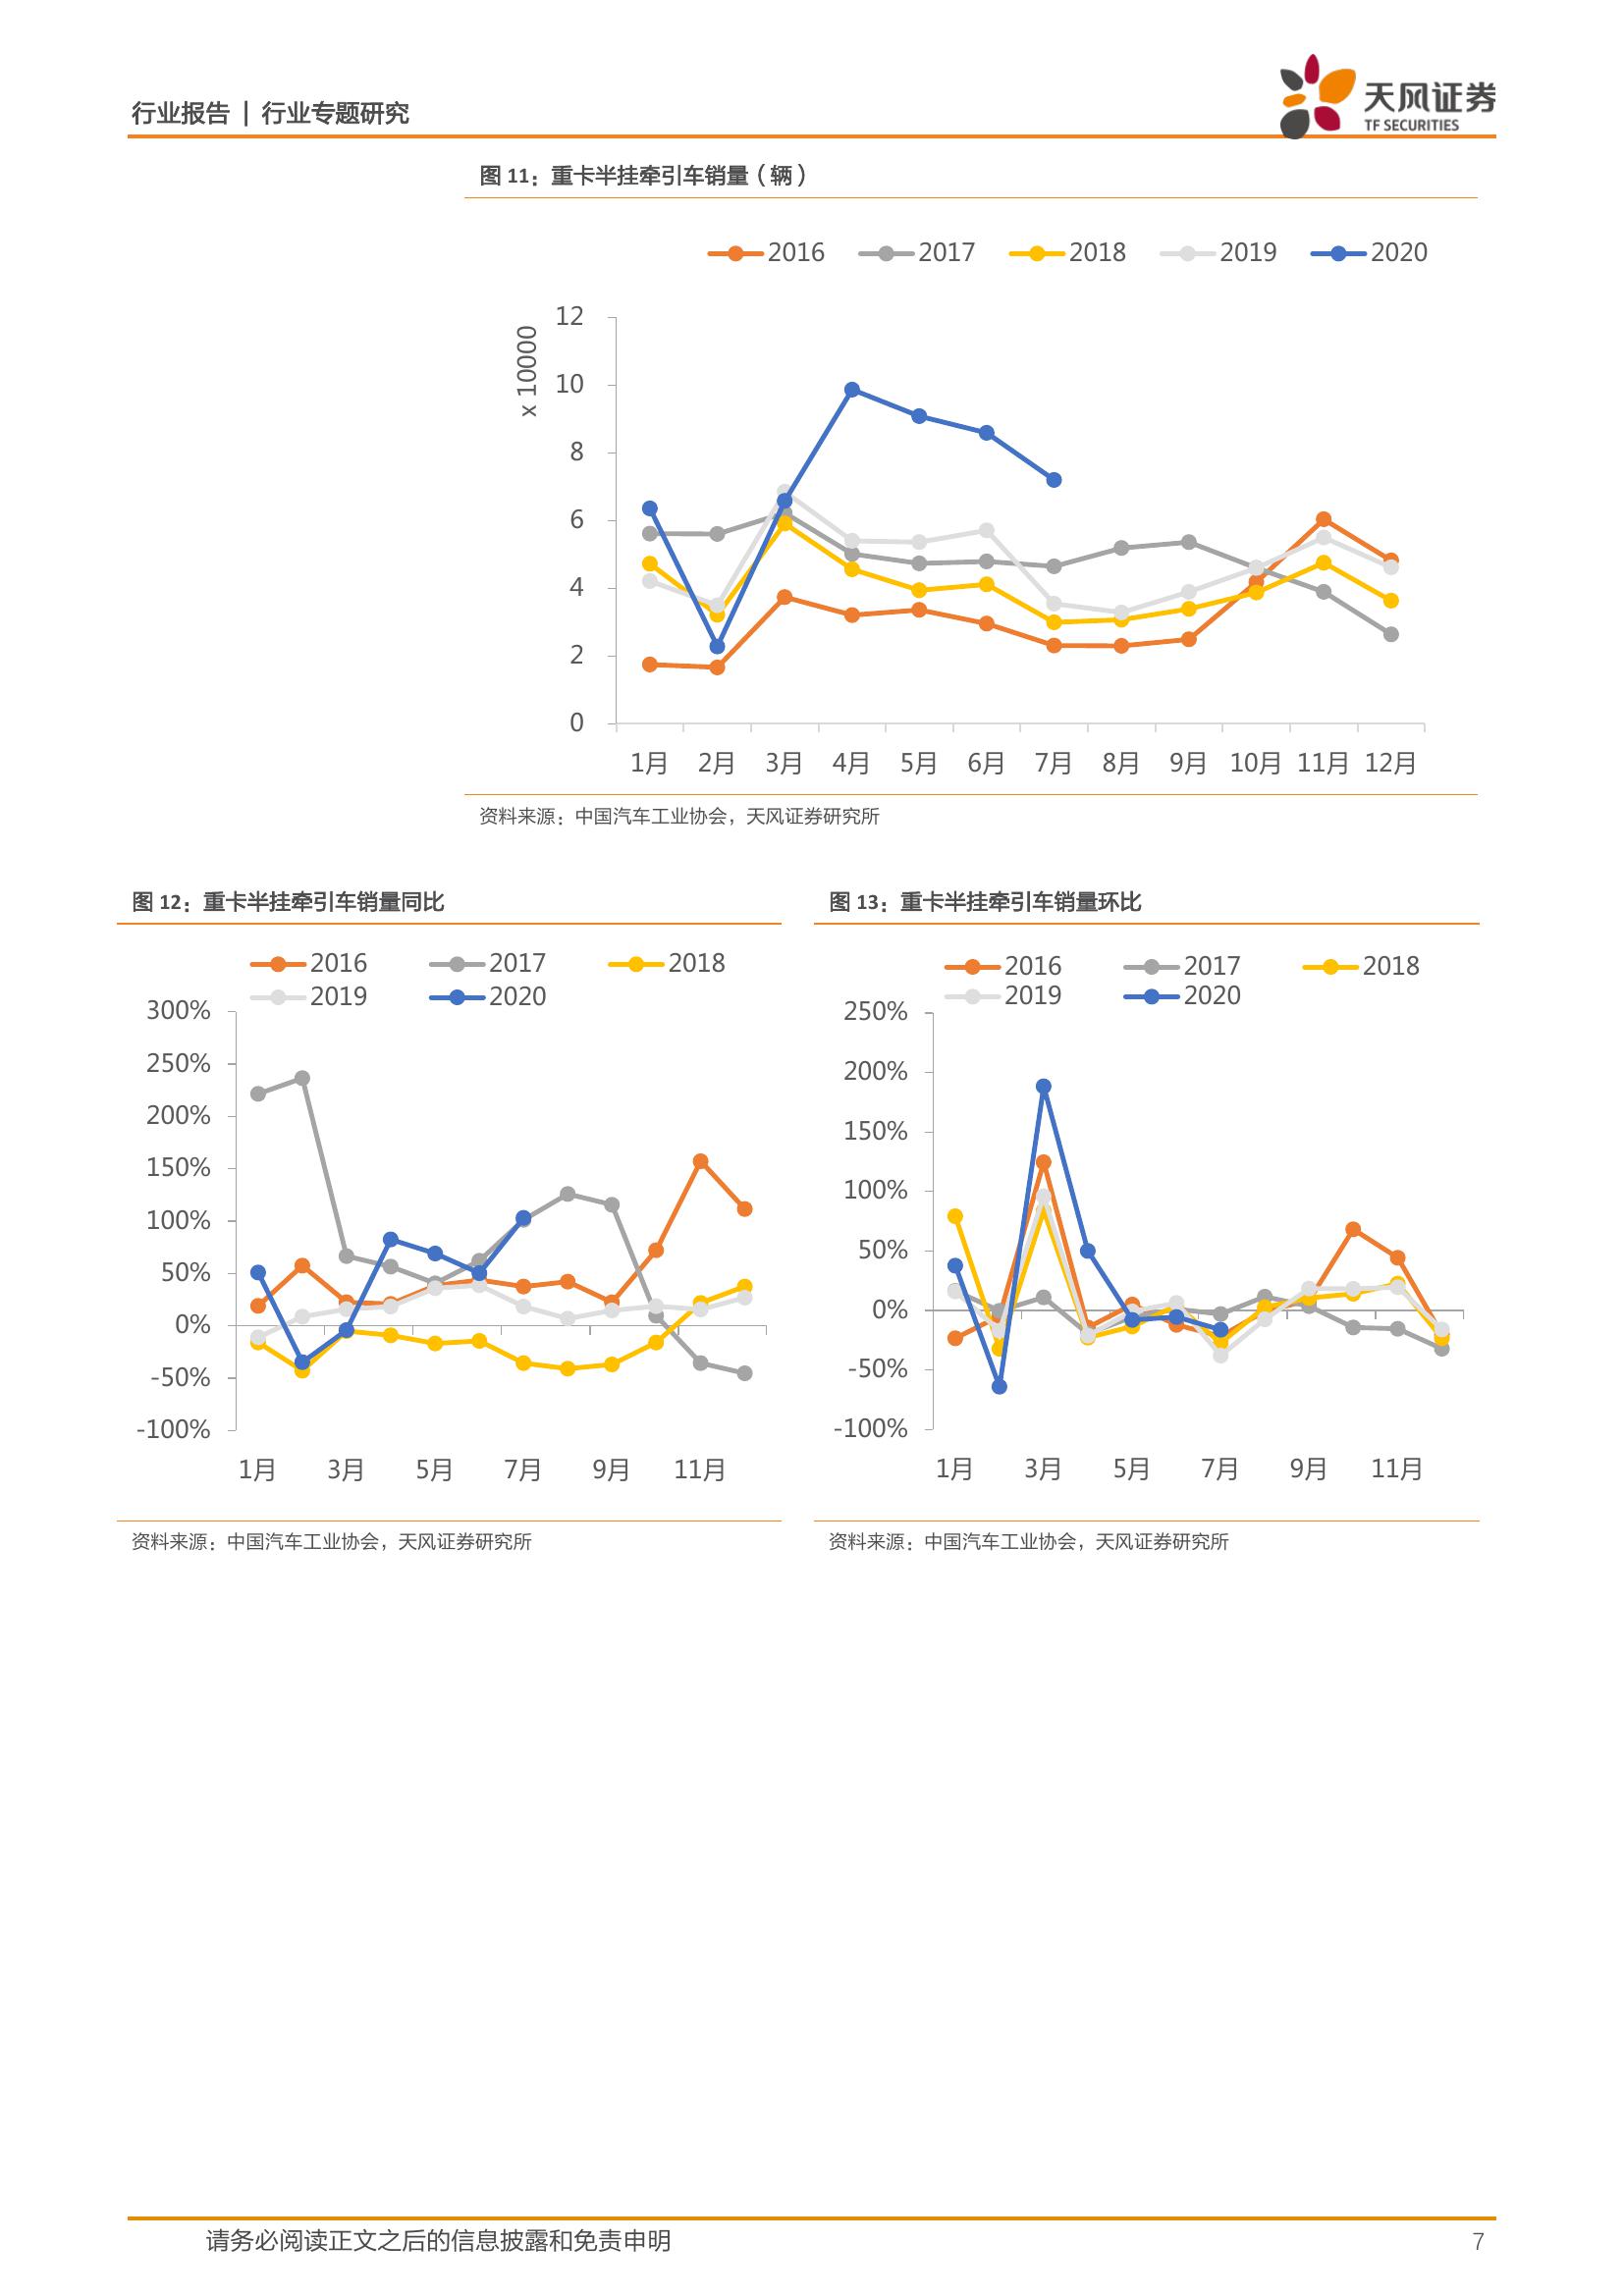 行业报告 | 行业专题研究
天风证券
TF SECURITIES
图 11：重卡半挂牵引车销量（辆）
2016 2017 2018 2019 2020
x 10000
12
10
8
6
4
2
0
1月 2月 3月 4月 5月 6月 7月 8月 9月 10月 11月 12月
资料来源：中国汽车工业协会，天风证券研究所
图 12：重卡半挂牵引车销量同比
2016 2017 2018
2019 2020
300%
250%
200%
150%
100%
50%
0%
-50%
-100%
1月 3月 5月 7月 9月 11月
资料来源：中国汽车工业协会，天风证券研究所
图 13：重卡半挂牵引车销量环比
2016 2017 2018
2019 2020
250%
200%
150%
100%
50%
0%
-50%
-100%
1月 3月 5月 7月 9月 11月
资料来源：中国汽车工业协会，天风证券研究所
请务必阅读正文之后的信息披露和免责申明 7